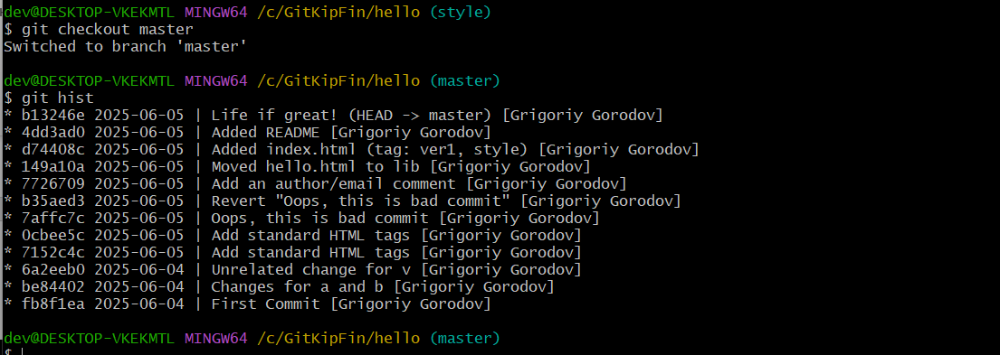 dev@DESKTOP-VKEKMTL MINGW64 /c/GitKipFin/hello (style)
$ git checkout master
Switched to branch 'master'
dev@DESKTOP-VKEKMTL MINGW64 /c/GitKipFin/hello (master)
$ git hist
* b13246e 2025-06-05 | Life if great! (HEAD -> master) [Grigoriy Gorodov]
* 4dd3ad0 2025-06-05 | Added README [Grigoriy Gorodov]
* d74408c 2025-06-05 | Added index.html (tag: ver1, style) [Grigoriy Gorodov]
* 149a10a 2025-06-05 | Moved hello.html to lib [Grigoriy Gorodov]
* 7726709 2025-06-05 | Add an author/email comment [Grigoriy Gorodov]
* b35aed3 2025-06-05 | Revert "Oops, this is bad commit" [Grigoriy Gorodov]
* 7affc7c 2025-06-05 | Oops, this is bad commit [Grigoriy Gorodov]
* 0cbee5c 2025-06-05 | Add standard HTML tags [Grigoriy Gorodov]
* 7152c4c 2025-06-05 | Add standard HTML tags [Grigoriy Gorodov]
* 6a2eeb0 2025-06-04 | Unrelated change for v [Grigoriy Gorodov]
* be84402 2025-06-04 | Changes for a and b [Grigoriy Gorodov]
* fb8f1ea 2025-06-04 | First Commit [Grigoriy Gorodov]
dev@DESKTOP-VKEKMTL MINGW64 /c/GitKipFin/hello (master)
$